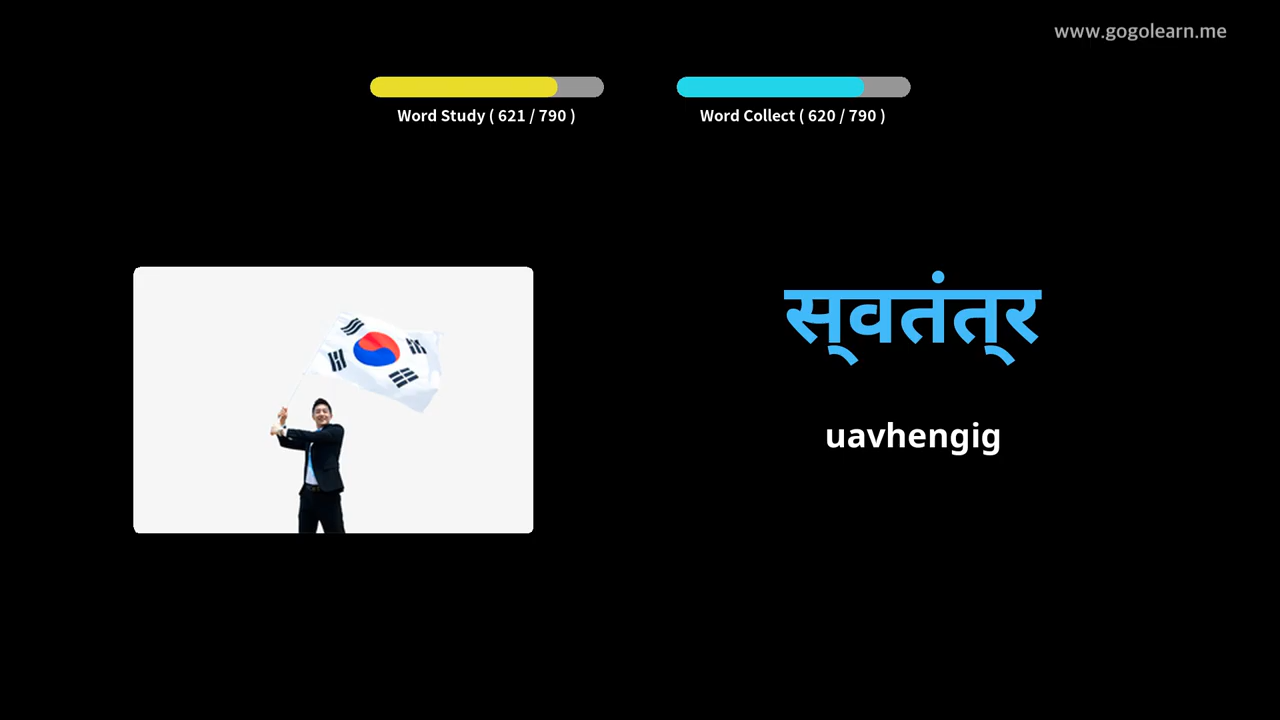 www.gogolearn.me
Word Study ( 621 / 790 )
Word Collect ( 620 / 790 )
स्वतंत्र
uavhengig